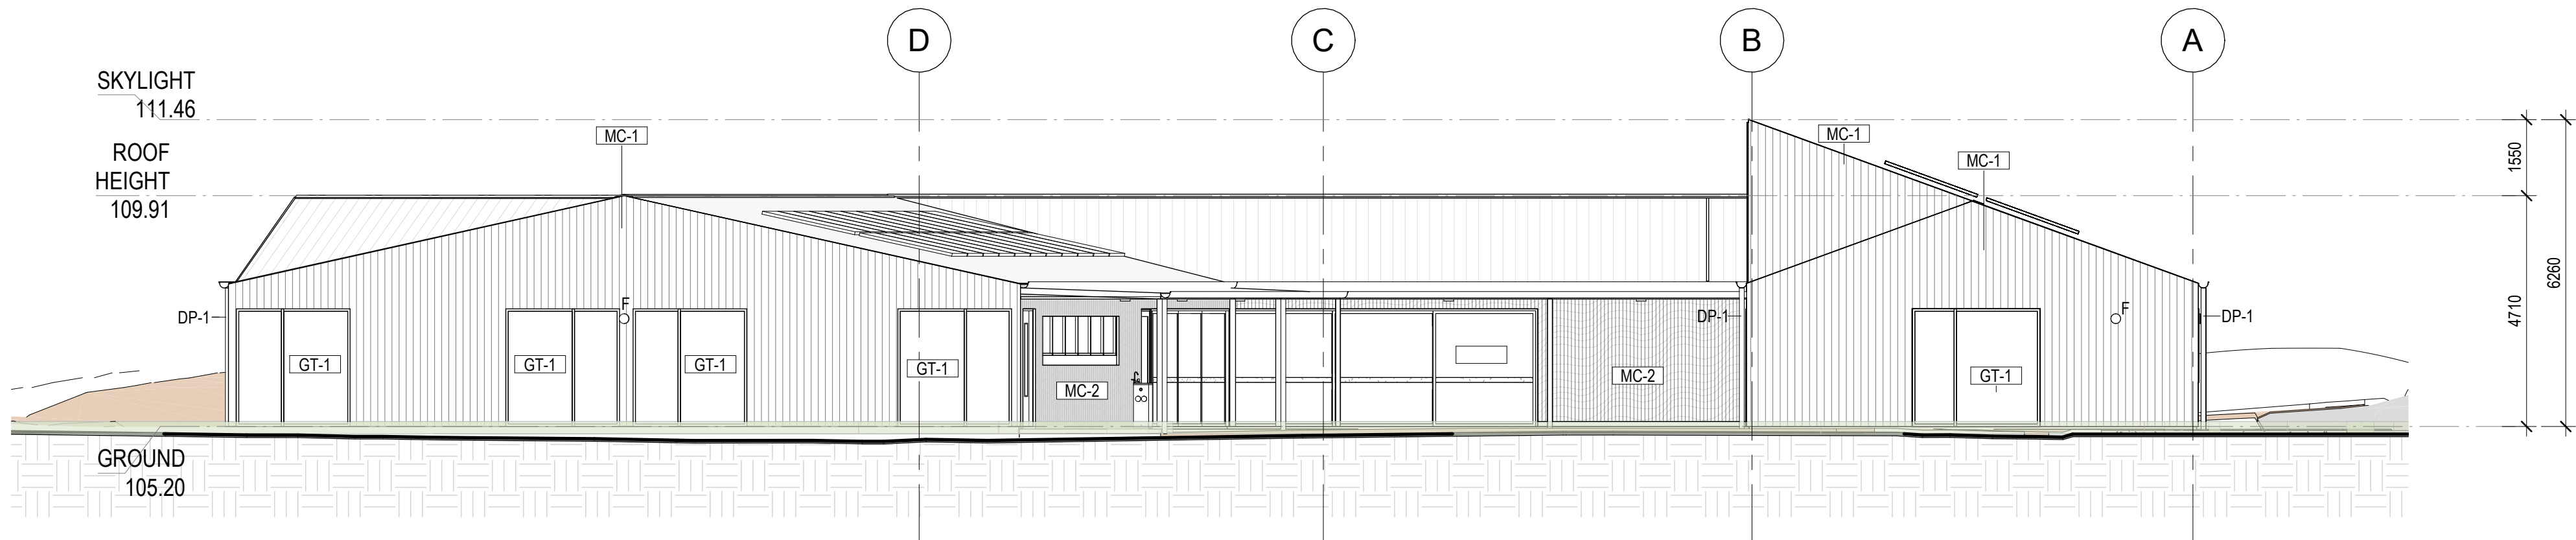 D
C
B
A
SKYLIGHT
111.46
MC-1
MC-1
ROOF
HEIGHT
109.91
MC-1
1550
6260
4710
F
F
DP-1
DP-1
DP-1
GT-1
GT-1
GT-1
GT-1
MC-2
MC-2
GT-1
GROUND
105.20